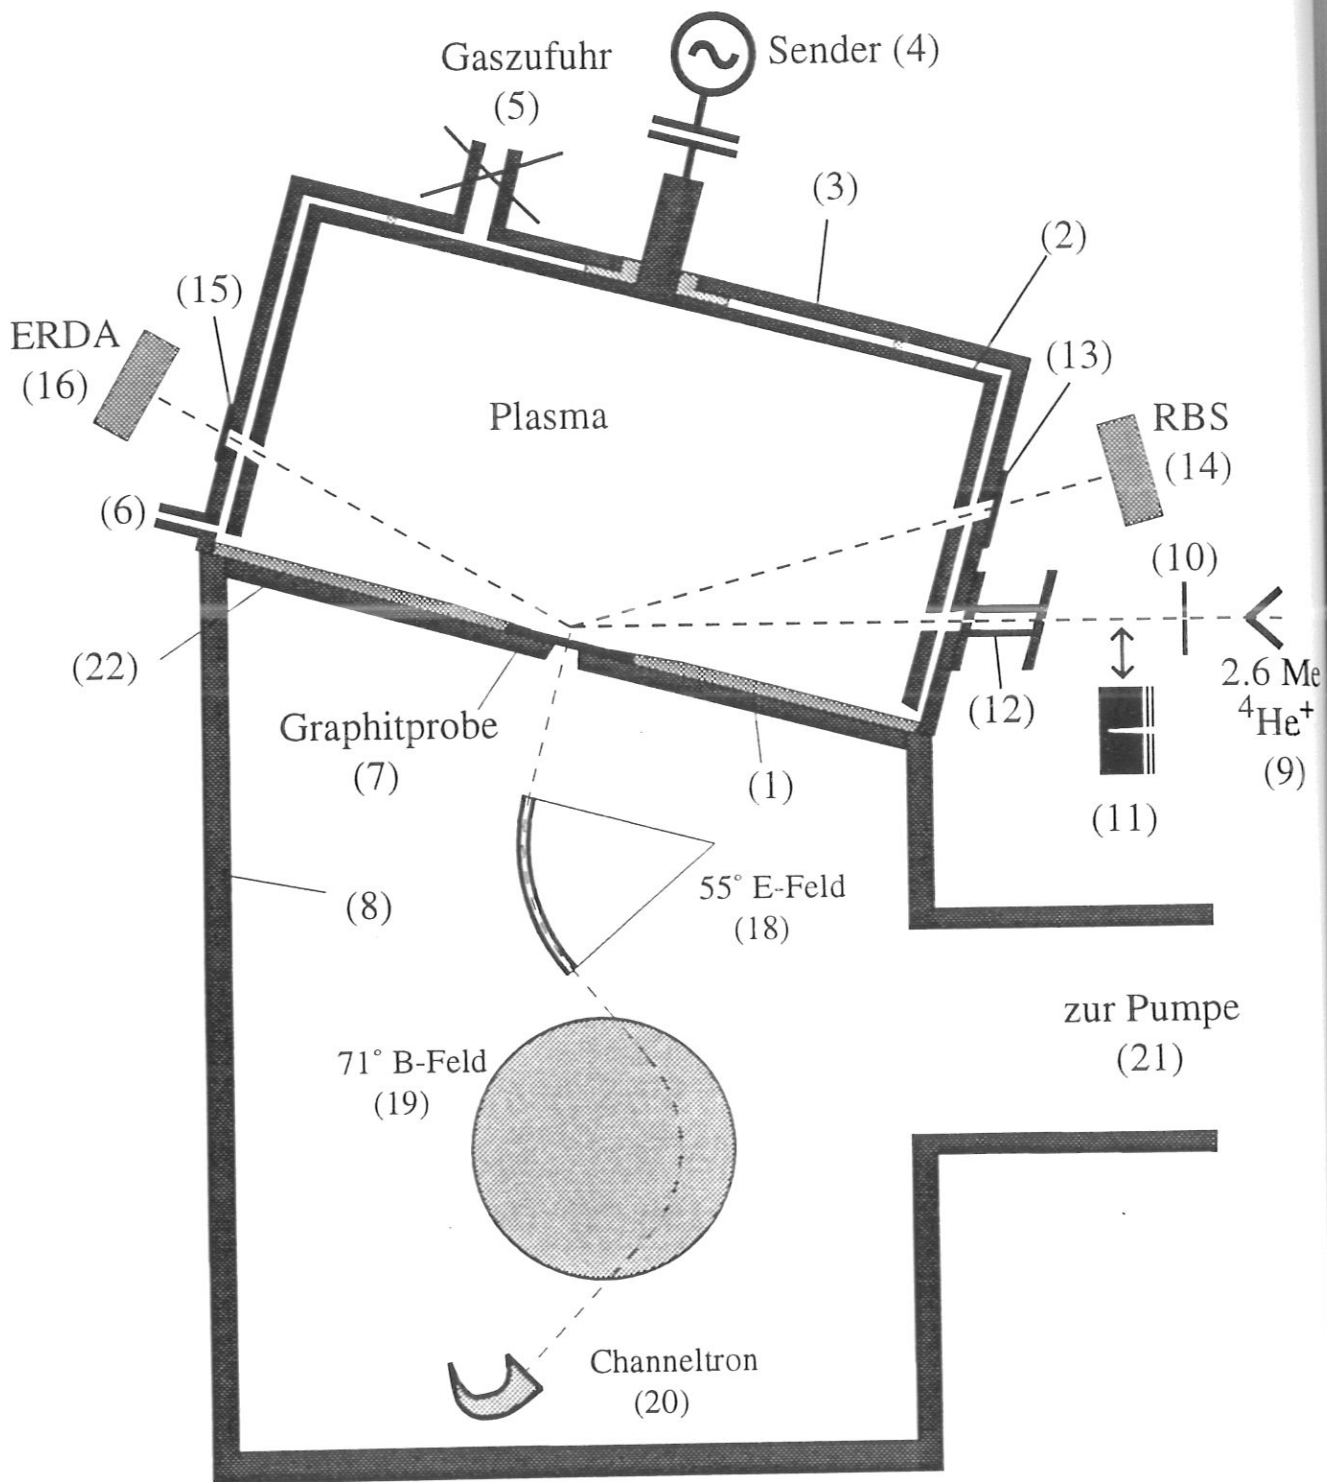 Gaszufuhr
(5)
Sender (4)
(3)
(2)
(15)
(13)
ERDA
(16)
Plasma
RBS
(14)
(6)
(10)
(22)
Graphitprobe
(7)
(1)
(12)
2.6 Me
⁴He⁺
(9)
(11)
(8)
55° E-Feld
(18)
zur Pumpe
(21)
71° B-Feld
(19)
Channeltron
(20)